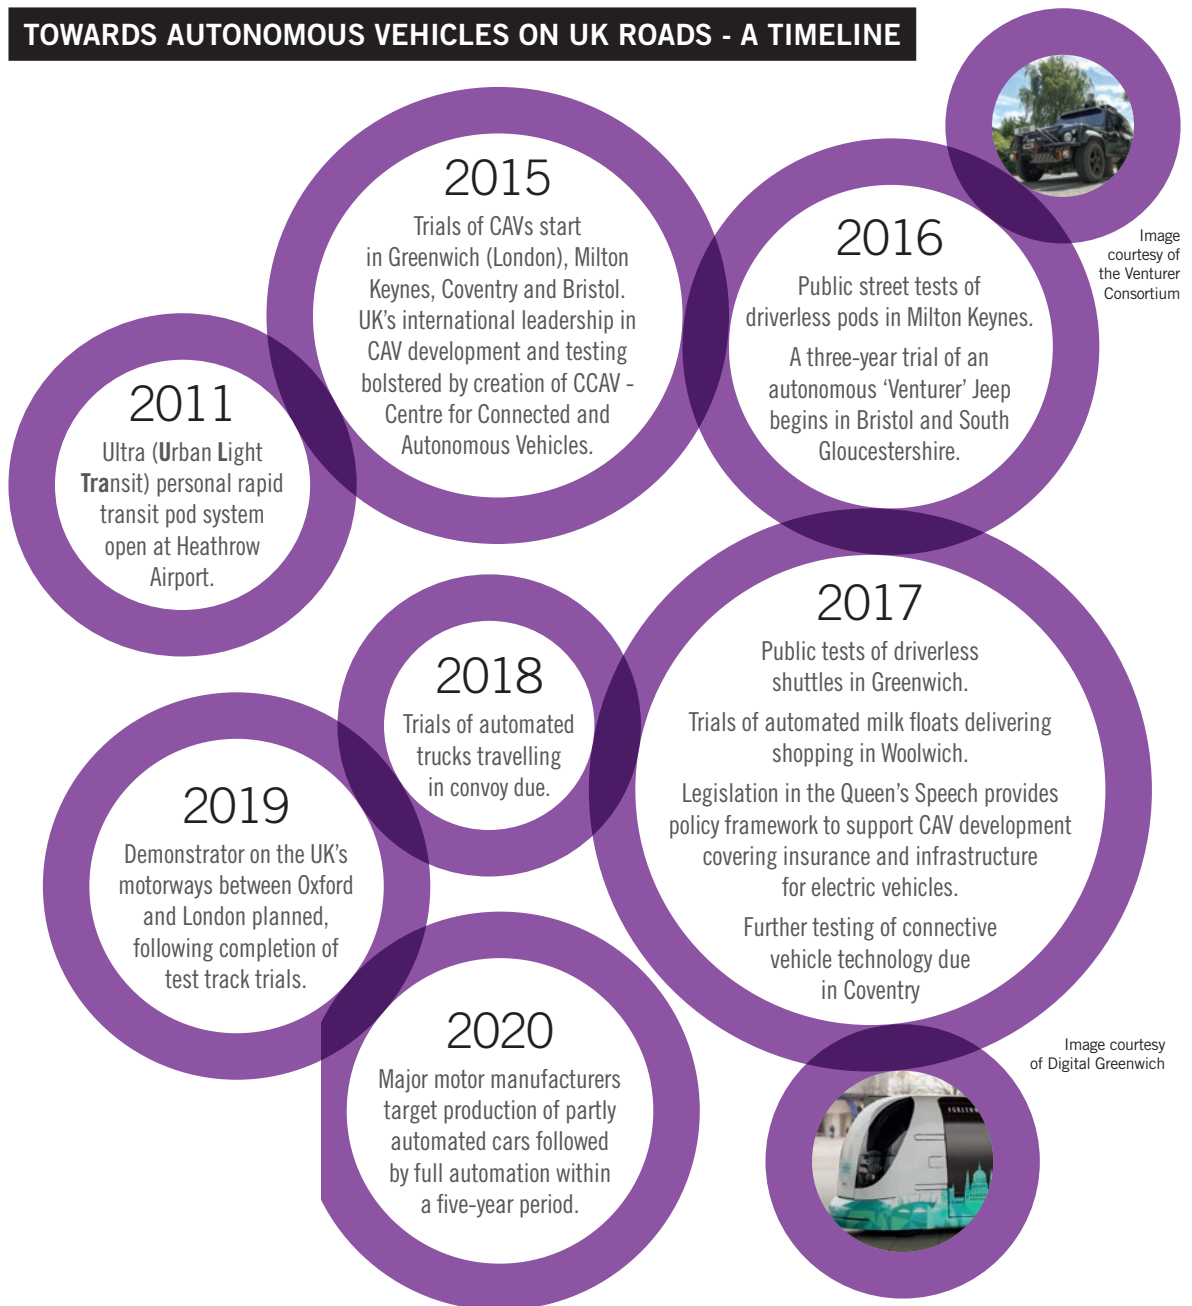 TOWARDS AUTONOMOUS VEHICLES ON UK ROADS - A TIMELINE
2011
Ultra (Urban Light
Transit) personal rapid
transit pod system
open at Heathrow
Airport.
2015
Trials of CAVs start
in Greenwich (London), Milton
Keynes, Coventry and Bristol.
UK's international leadership in
CAV development and testing
bolstered by creation of CCAV -
Centre for Connected and
Autonomous Vehicles.
2016
Public street tests of
driverless pods in Milton Keynes.
A three-year trial of an
autonomous ‘Venturer’ Jeep
begins in Bristol and South
Gloucestershire.
Image
courtesy of
the Venturer
Consortium
2017
Public tests of driverless
shuttles in Greenwich.
Trials of automated milk floats delivering
shopping in Woolwich.
Legislation in the Queen's Speech provides
policy framework to support CAV development
covering insurance and infrastructure
for electric vehicles.
Further testing of connective
vehicle technology due
in Coventry
Image courtesy
of Digital Greenwich
2018
Trials of automated
trucks travelling
in convoy due.
2019
Demonstrator on the UK's
motorways between Oxford
and London planned,
following completion of
test track trials.
2020
Major motor manufacturers
target production of partly
automated cars followed
by full automation within
a five-year period.